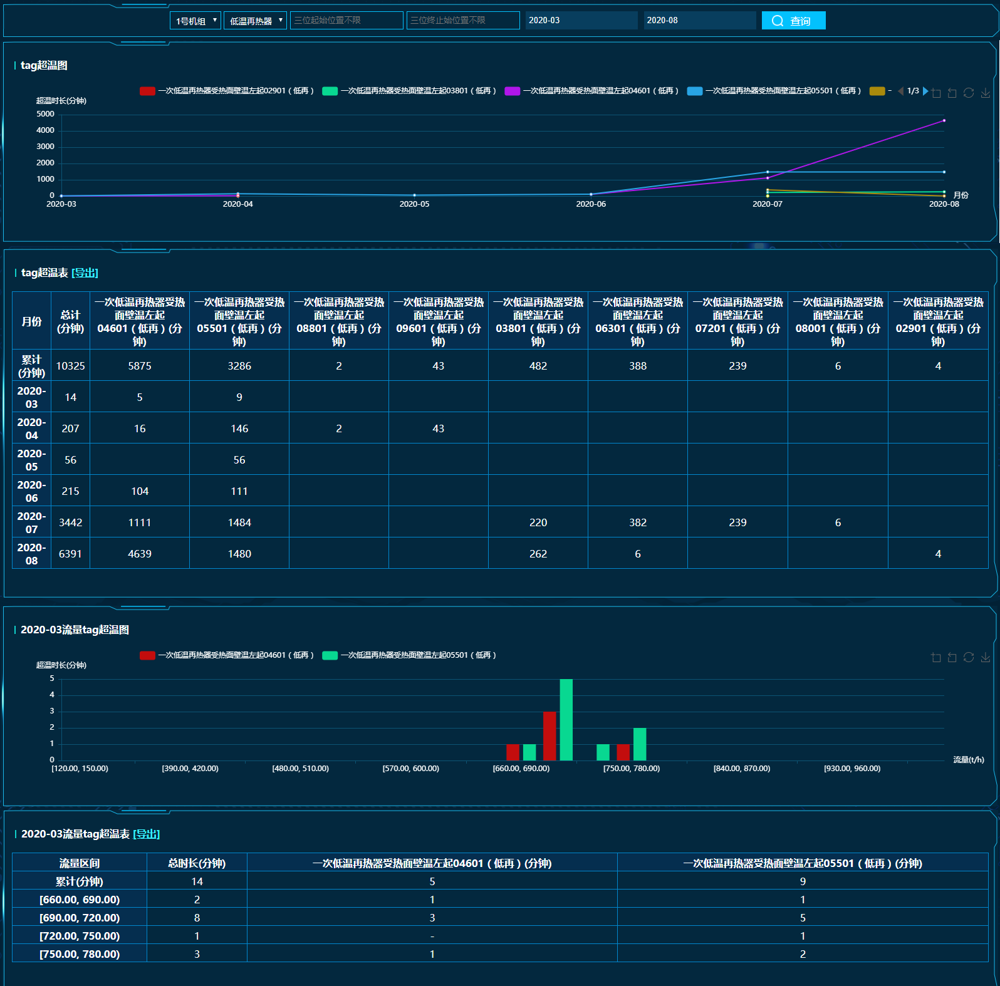 1号机组 低温再热器 三位起始位置不限 三位终止始位置不限 2020-03 2020-08 查询
tag超温图
一次低温再热器受热面壁温左起02901（低再） 一次低温再热器受热面壁温左起03801（低再） 一次低温再热器受热面壁温左起04601（低再） 一次低温再热器受热面壁温左起05501（低再） 1/3
超温时长(分钟)
5000
4000
3000
2000
1000
0
月份
2020-03 2020-04 2020-05 2020-06 2020-07 2020-08
tag超温表 [导出]
月份 总计(分钟) 一次低温再热器受热面壁温左起04601（低再）(分钟) 一次低温再热器受热面壁温左起05501（低再）(分钟) 一次低温再热器受热面壁温左起08801（低再）(分钟) 一次低温再热器受热面壁温左起09601（低再）(分钟) 一次低温再热器受热面壁温左起03801（低再）(分钟) 一次低温再热器受热面壁温左起06301（低再）(分钟) 一次低温再热器受热面壁温左起07201（低再）(分钟) 一次低温再热器受热面壁温左起08001（低再）(分钟) 一次低温再热器受热面壁温左起02901（低再）(分钟)
累计(分钟) 10325 5875 3286 2 43 482 388 239 6 4
2020-03 14 5 9
2020-04 207 16 146 2 43
2020-05 56 56
2020-06 215 104 111
2020-07 3442 1111 1484 220 382 239 6
2020-08 6391 4639 1480 262 6 4
2020-03流量tag超温图
一次低温再热器受热面壁温左起04601（低再） 一次低温再热器受热面壁温左起05501（低再）
超温时长(分钟)
5
4
3
2
1
0
流量(t/h)
[120.00, 150.00) [390.00, 420.00) [480.00, 510.00) [570.00, 600.00) [660.00, 690.00) [750.00, 780.00) [840.00, 870.00) [930.00, 960.00)
2020-03流量tag超温表 [导出]
流量区间 总时长(分钟) 一次低温再热器受热面壁温左起04601（低再）(分钟) 一次低温再热器受热面壁温左起05501（低再）(分钟)
累计(分钟) 14 5 9
[660.00, 690.00) 2 1 1
[690.00, 720.00) 8 3 5
[720.00, 750.00) 1 - 1
[750.00, 780.00) 3 1 2